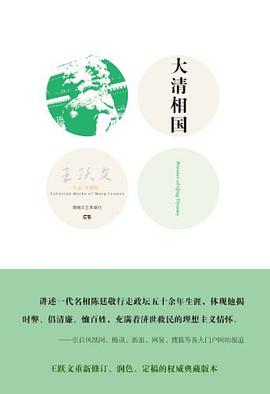 大清相国
王跃文
Collected Works of Wang Yuewen
湖南文艺出版社
Premier of Qing Dynasty
讲述一代名相陈廷敬行走政坛五十余年生涯，体现他揭
时弊、倡清廉、恤百姓，充满着济世救民的理想主义情怀。
——引自凤凰网、腾讯、新浪、网易、搜狐等各大门户网站报道
王跃文重新修订、润色、定稿的权威典藏版本